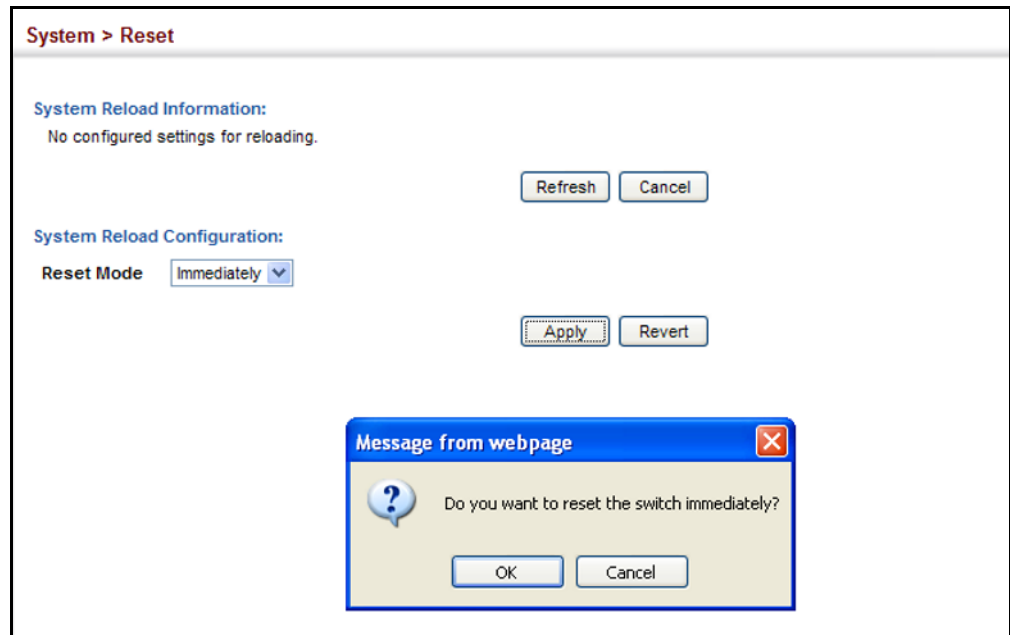 System > Reset
System Reload Information:
No configured settings for reloading.
Refresh Cancel
System Reload Configuration:
Reset Mode Immediately
Apply Revert
Message from webpage
Do you want to reset the switch immediately?
OK Cancel